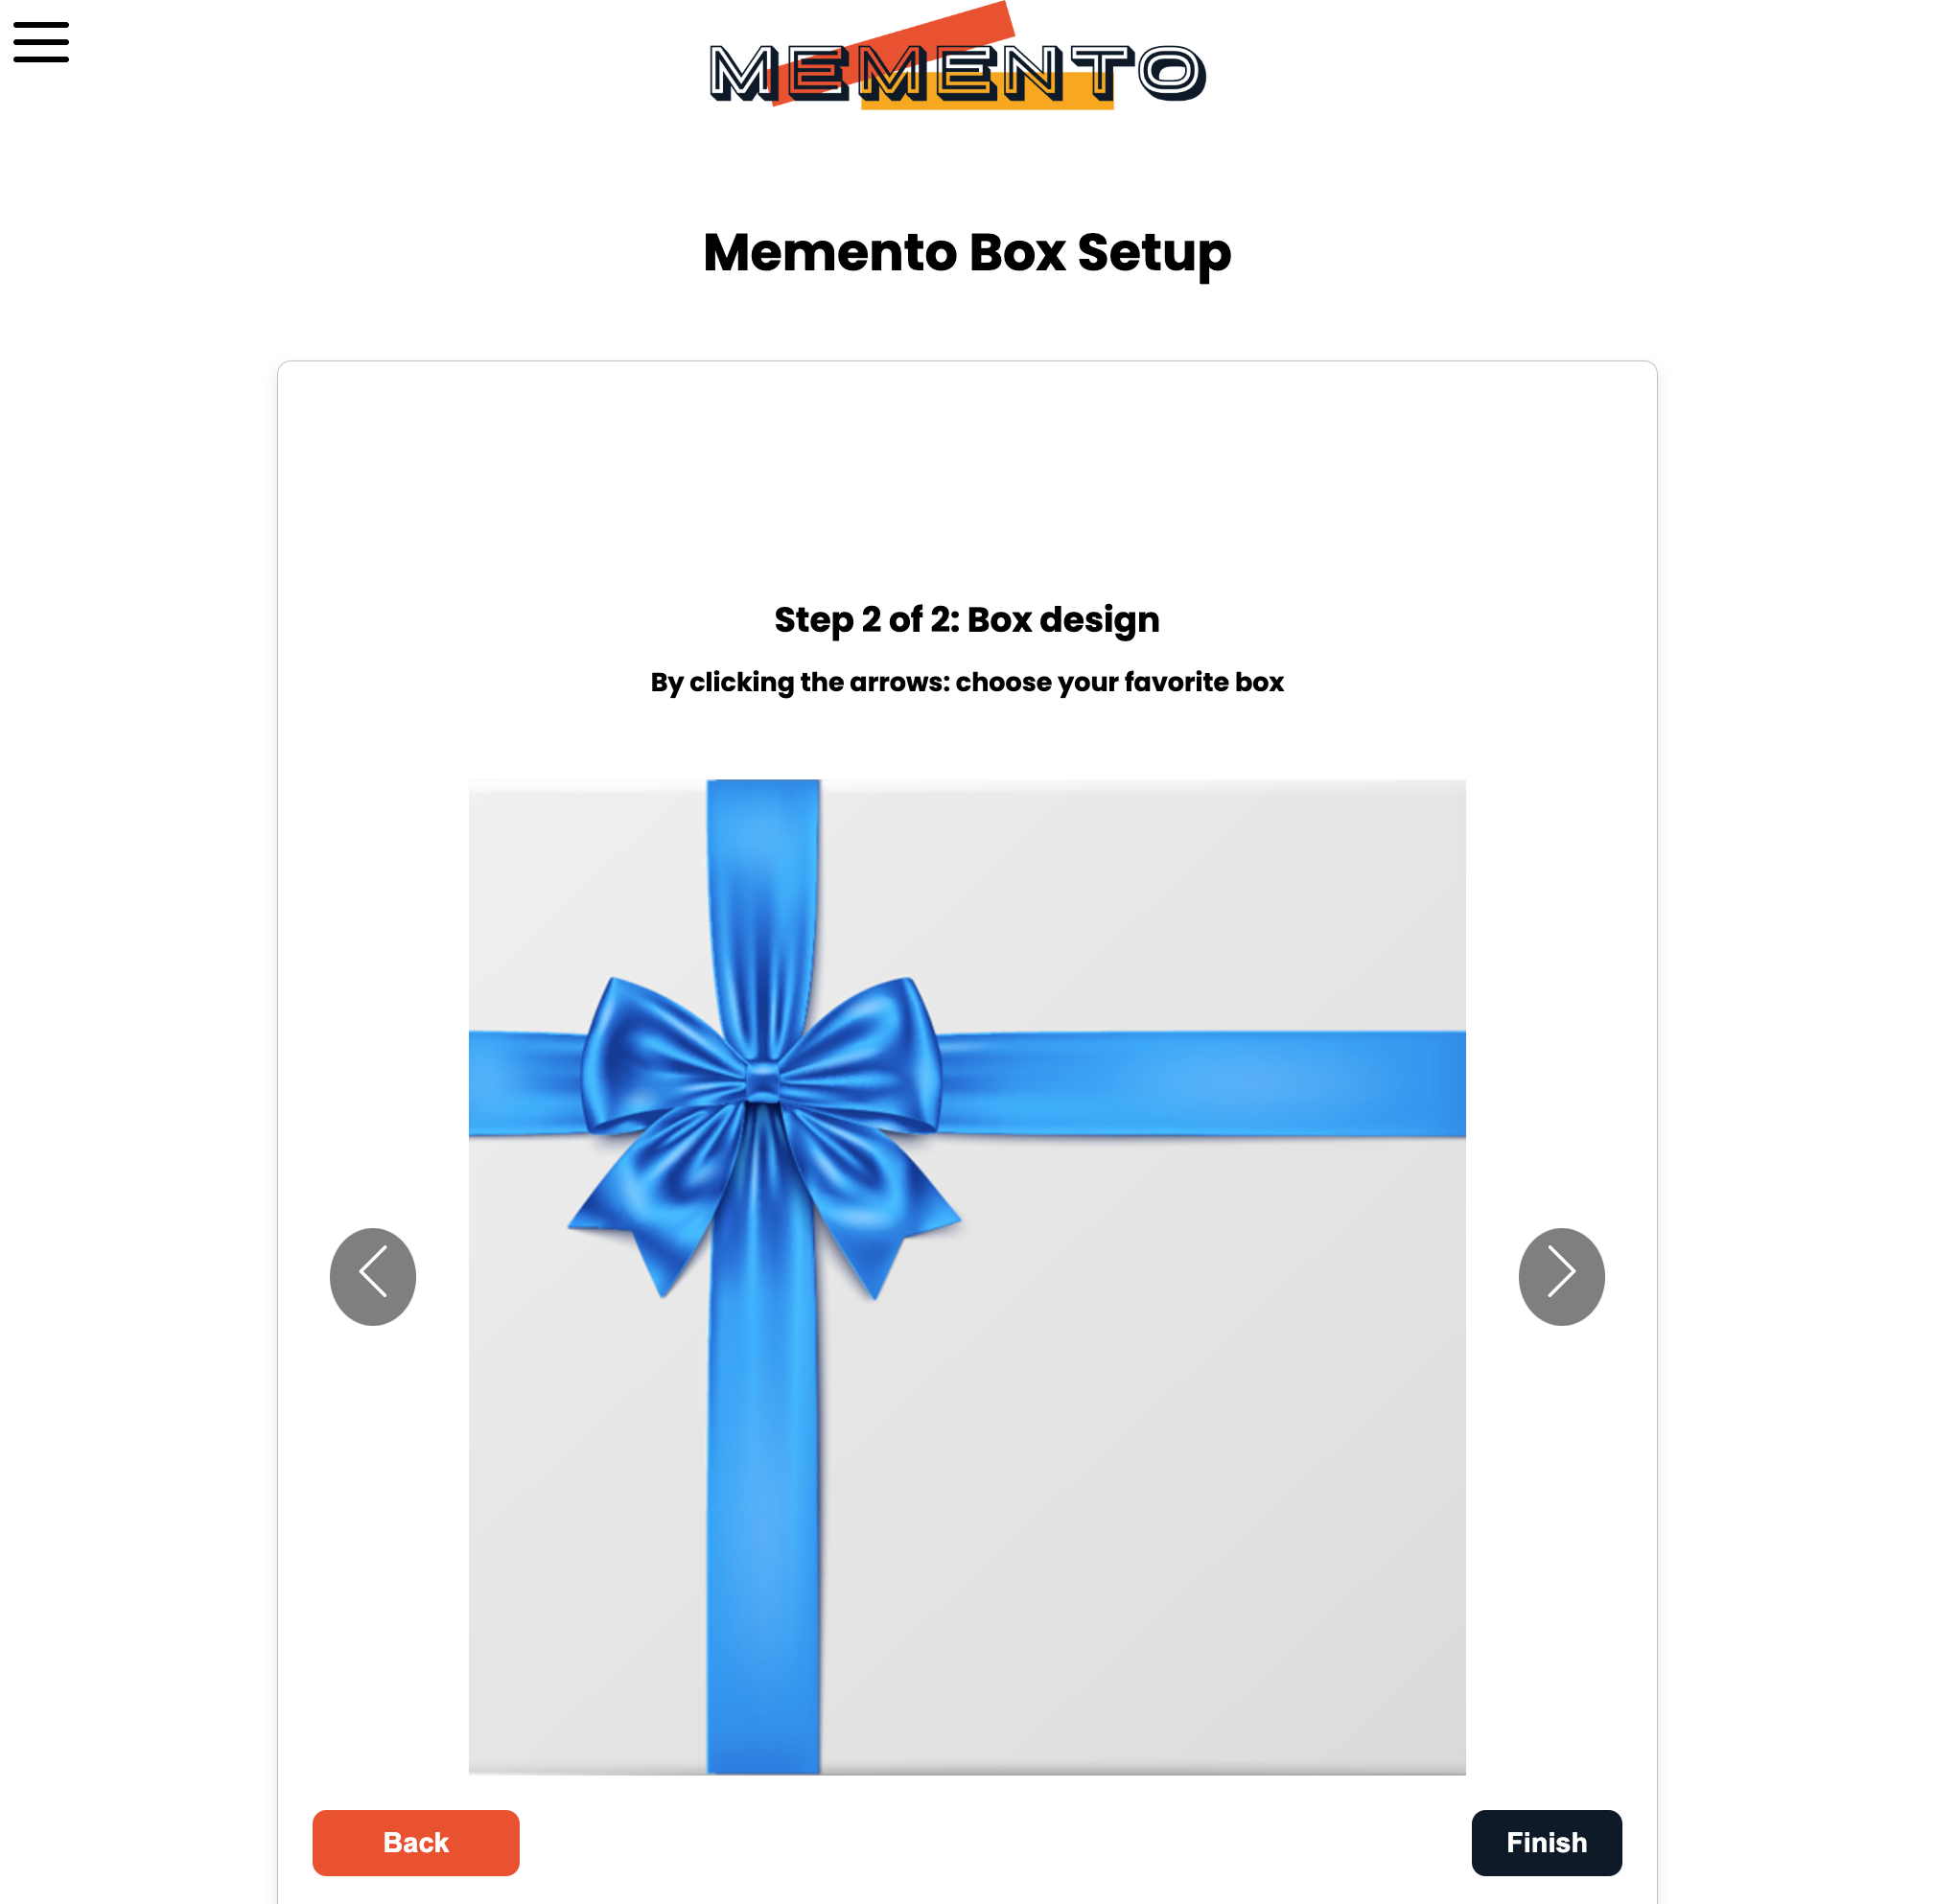 MEMENTO
Memento Box Setup
Step 2 of 2: Box design
By clicking the arrows: choose your favorite box
Back
Finish